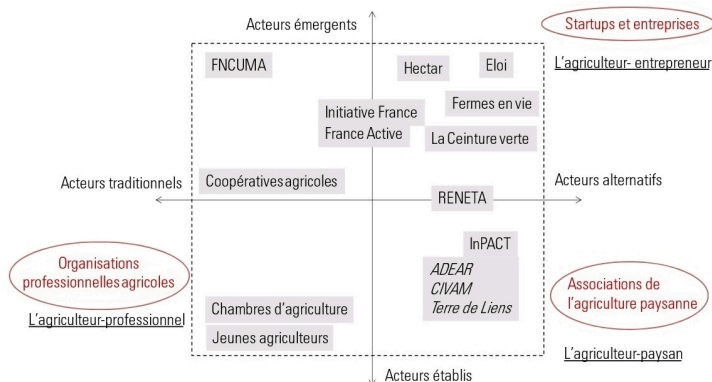 Acteurs émergents
Startups et entreprises
L'agriculteur- entrepreneur
FNCUMA
Hectar
Eloi
Fermes en vie
Initiative France
France Active
La Ceinture verte
Acteurs traditionnels
Coopératives agricoles
RENETA
Acteurs alternatifs
InPACT
ADEAR
CIVAM
Terre de Liens
Organisations
professionnelles agricoles
L'agriculteur-professionnel
Associations de
l'agriculture paysanne
L'agriculteur-paysan
Chambres d'agriculture
Jeunes agriculteurs
Acteurs établis